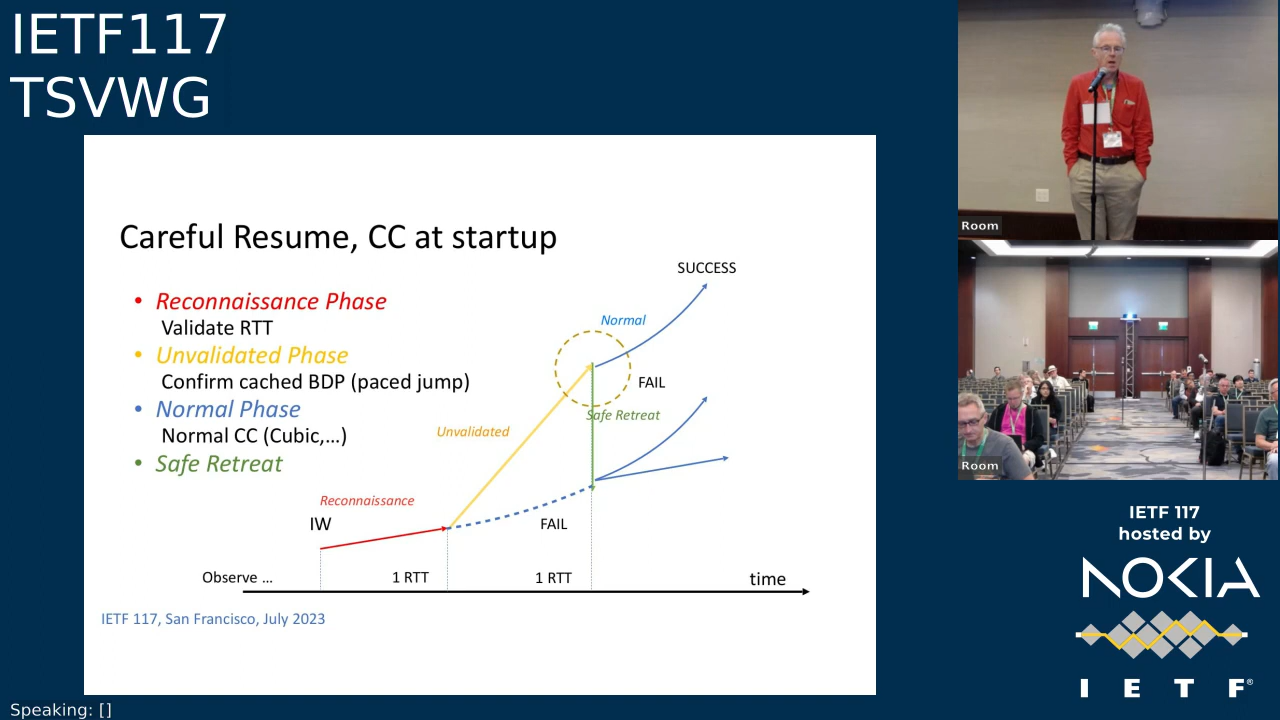 IETF117
TSVWG
Careful Resume, CC at startup
• Reconnaissance Phase
Validate RTT
• Unvalidated Phase
Confirm cached BDP (paced jump)
• Normal Phase
Normal CC (Cubic,...)
• Safe Retreat
SUCCESS
Normal
FAIL
Safe Retreat
Unvalidated
Reconnaissance
IW
FAIL
Observe ...
1 RTT
1 RTT
time
IETF 117, San Francisco, July 2023
Room
Room
IETF 117
hosted by
NOKIA
I E T F®
Speaking: []